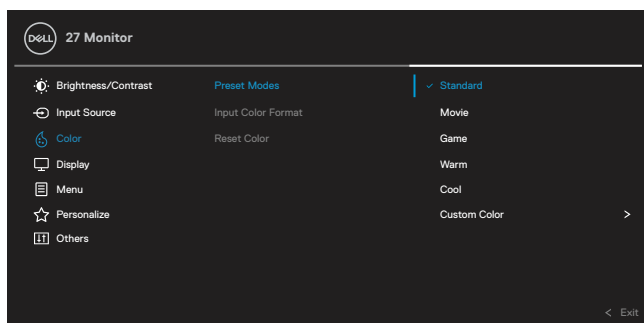 DELL 27 Monitor
Brightness/Contrast Preset Modes ✓ Standard
Input Source Input Color Format Movie
Color Reset Color Game
Display Warm
Menu Cool
Personalize Custom Color >
Others
< Exit